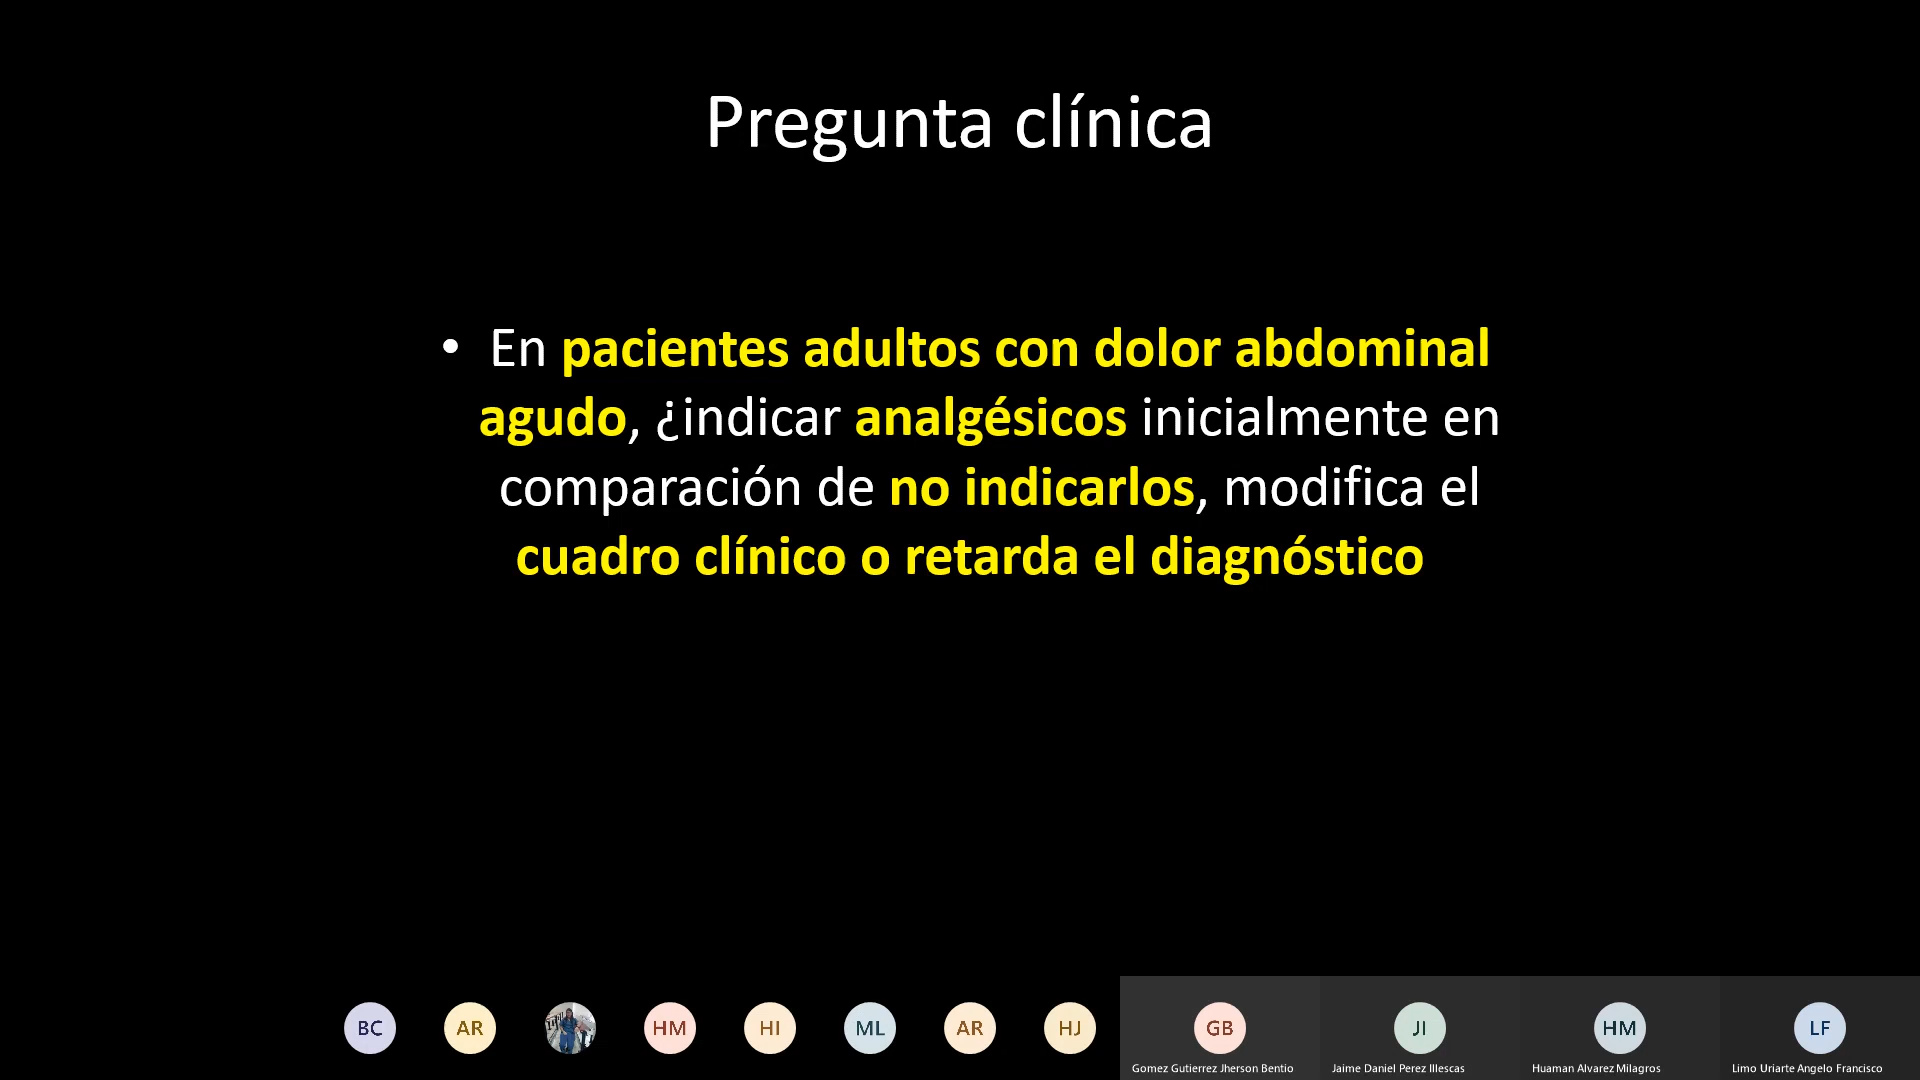 Pregunta clínica
• En pacientes adultos con dolor abdominal
agudo, ¿indicar analgésicos inicialmente en
comparación de no indicarlos, modifica el
cuadro clínico o retarda el diagnóstico
BC AR HM HI ML AR HJ GB JI HM LF
Gomez Gutierrez Jherson Bentio Jaime Daniel Perez Illescas Huaman Alvarez Milagros Limo Uriarte Angelo Francisco